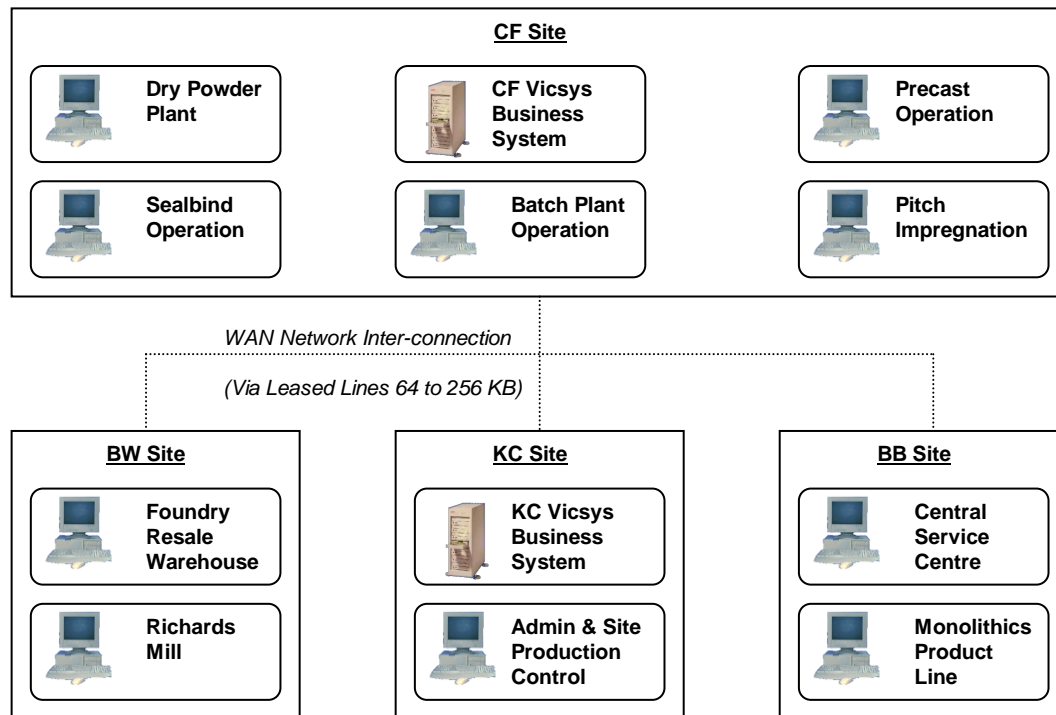 CF Site
Dry Powder
Plant
CF Vicsys
Business
System
Precast
Operation
Sealbind
Operation
Batch Plant
Operation
Pitch
Impregnation
WAN Network Inter-connection
(Via Leased Lines 64 to 256 KB)
BW Site
Foundry
Resale
Warehouse
Richards
Mill
KC Site
KC Vicsys
Business
System
Admin & Site
Production
Control
BB Site
Central
Service
Centre
Monolithics
Product
Line